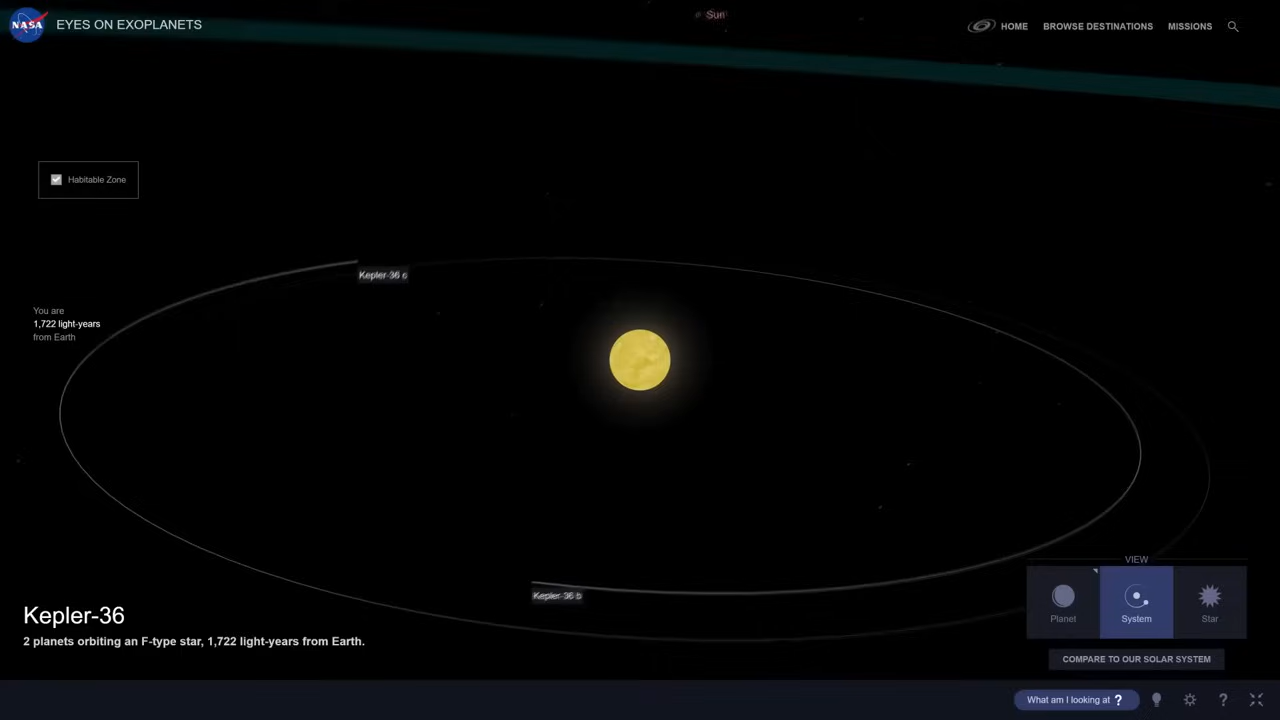 NASA
EYES ON EXOPLANETS
Sun
HOME
BROWSE DESTINATIONS
MISSIONS
Habitable Zone
Kepler-36 c
You are
1,722 light-years
from Earth
Kepler-36 b
VIEW
Planet
System
Star
Kepler-36
2 planets orbiting an F-type star, 1,722 light-years from Earth.
COMPARE TO OUR SOLAR SYSTEM
What am I looking at ?
?